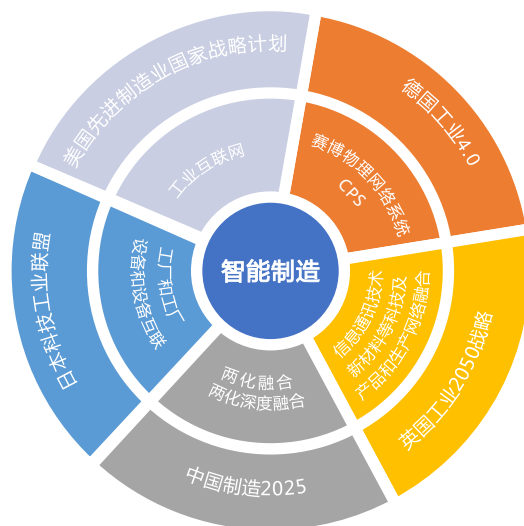 美国先进制造业国家战略计划
工业互联网
德国工业4.0
赛博物理网络系统
CPS
智能制造
日本科技工业联盟
工厂和工厂
设备和设备互联
信息通讯技术
新材料等科技及
产品和生产网络融合
英国工业2050战略
两化融合
两化深度融合
中国制造2025